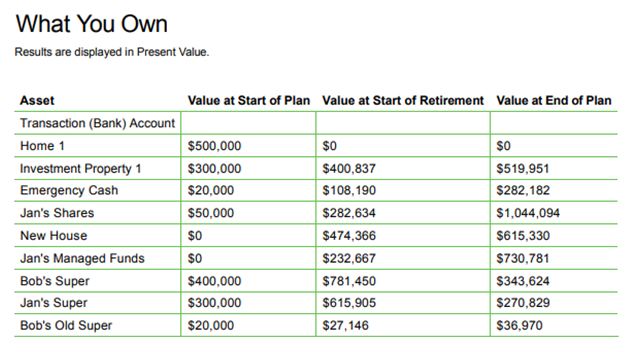 What You Own
Results are displayed in Present Value.
Asset Value at Start of Plan Value at Start of Retirement Value at End of Plan
Transaction (Bank) Account
Home 1 $500,000 $0 $0
Investment Property 1 $300,000 $400,837 $519,951
Emergency Cash $20,000 $108,190 $282,182
Jan's Shares $50,000 $282,634 $1,044,094
New House $0 $474,366 $615,330
Jan's Managed Funds $0 $232,667 $730,781
Bob's Super $400,000 $781,450 $343,624
Jan's Super $300,000 $615,905 $270,829
Bob's Old Super $20,000 $27,146 $36,970